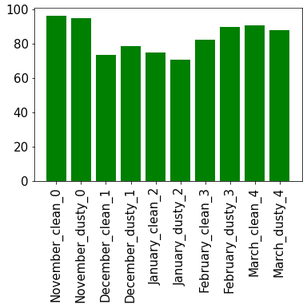 100
80
60
40
20
0
November_clean_0
November_dusty_0
December_clean_1
December_dusty_1
January_clean_2
January_dusty_2
February_clean_3
February_dusty_3
March_clean_4
March_dusty_4